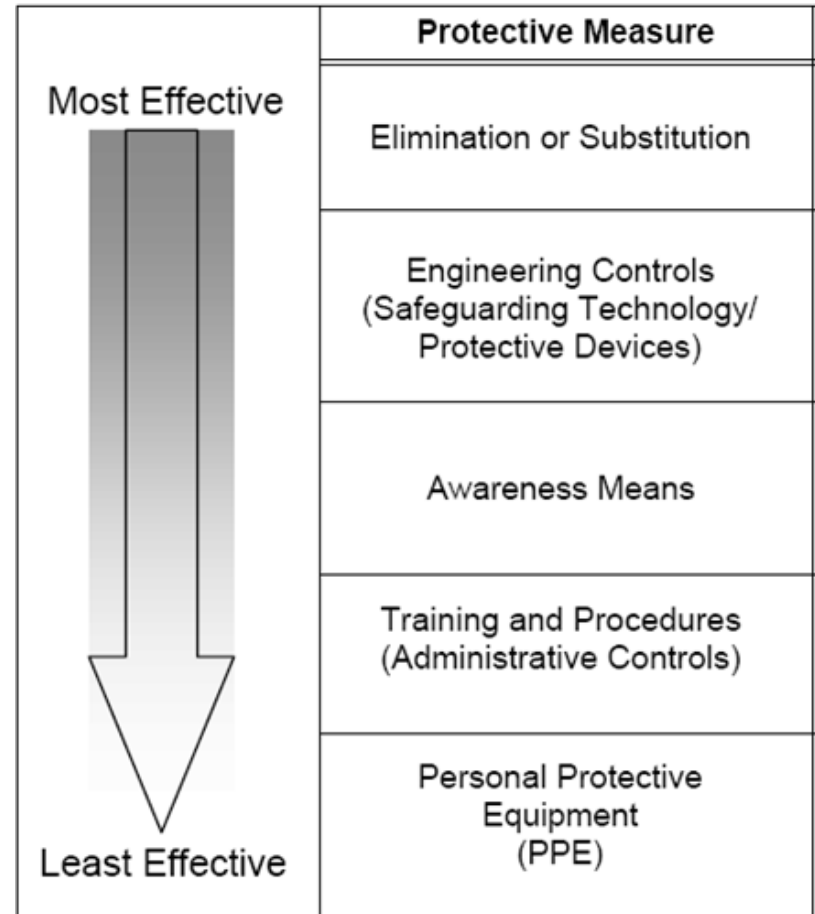 Protective Measure
Most Effective
Elimination or Substitution
Engineering Controls
(Safeguarding Technology/
Protective Devices)
Awareness Means
Training and Procedures
(Administrative Controls)
Personal Protective
Equipment
(PPE)
Least Effective